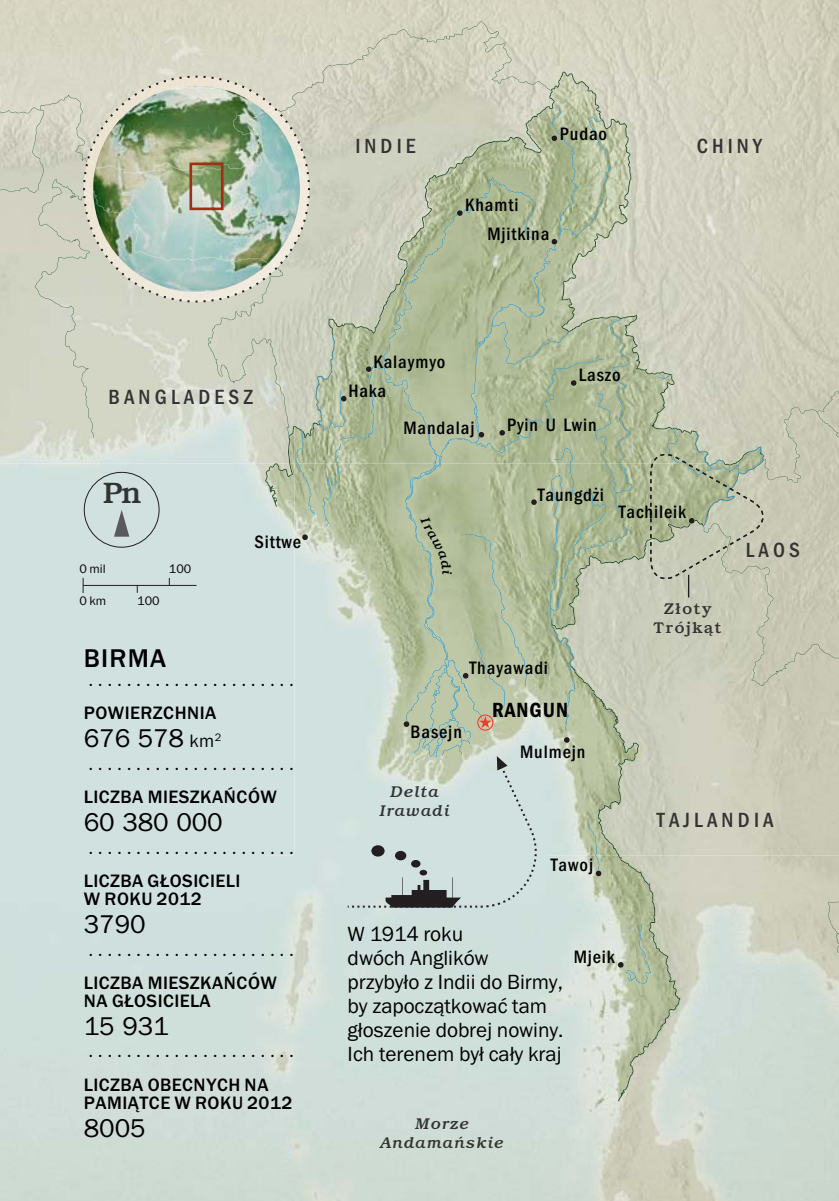 INDIE
CHINY
Pudao
Khamti
Mjitkina
Kalaymyo
Haka
Laszo
BANGLADESZ
Mandalaj
Pyin U Lwin
Pn
Taungdżi
Tachileik
Irawadi
Sittwe
LAOS
0 mil 100
0 km 100
Złoty
Trójkąt
BIRMA
Thayawadi
RANGUN
Basejn
Mulmejn
POWIERZCHNIA
676 578 km²
Delta
Irawadi
LICZBA MIESZKAŃCÓW
60 380 000
TAJLANDIA
LICZBA GŁOSICIELI
W ROKU 2012
3790
Tawoj
W 1914 roku
dwóch Anglików
przybyło z Indii do Birmy,
by zapoczątkować tam
głoszenie dobrej nowiny.
Ich terenem był cały kraj
Mjeik
LICZBA MIESZKAŃCÓW
NA GŁOSICIELA
15 931
LICZBA OBECNYCH NA
PAMIĄTCE W ROKU 2012
8005
Morze
Andamańskie